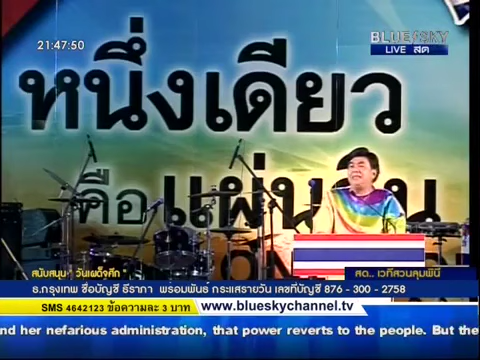 21:47:50
BLUESKY
LIVE สด
หนึ่งเดียว
คือแผ่นดิน
สนับสนุน วันเผด็จศึก
สด.. เวทีสวนลุมพินี
ธ.กรุงเทพ ชื่อบัญชี ธีราภา พร้อมพันธ์ กระแสรายวัน เลขที่บัญชี 876 - 300 - 2758
SMS 4642123 ข้อความละ 3 บาท
www.blueskychannel.tv
nd her nefarious administration, that power reverts to the people. But the